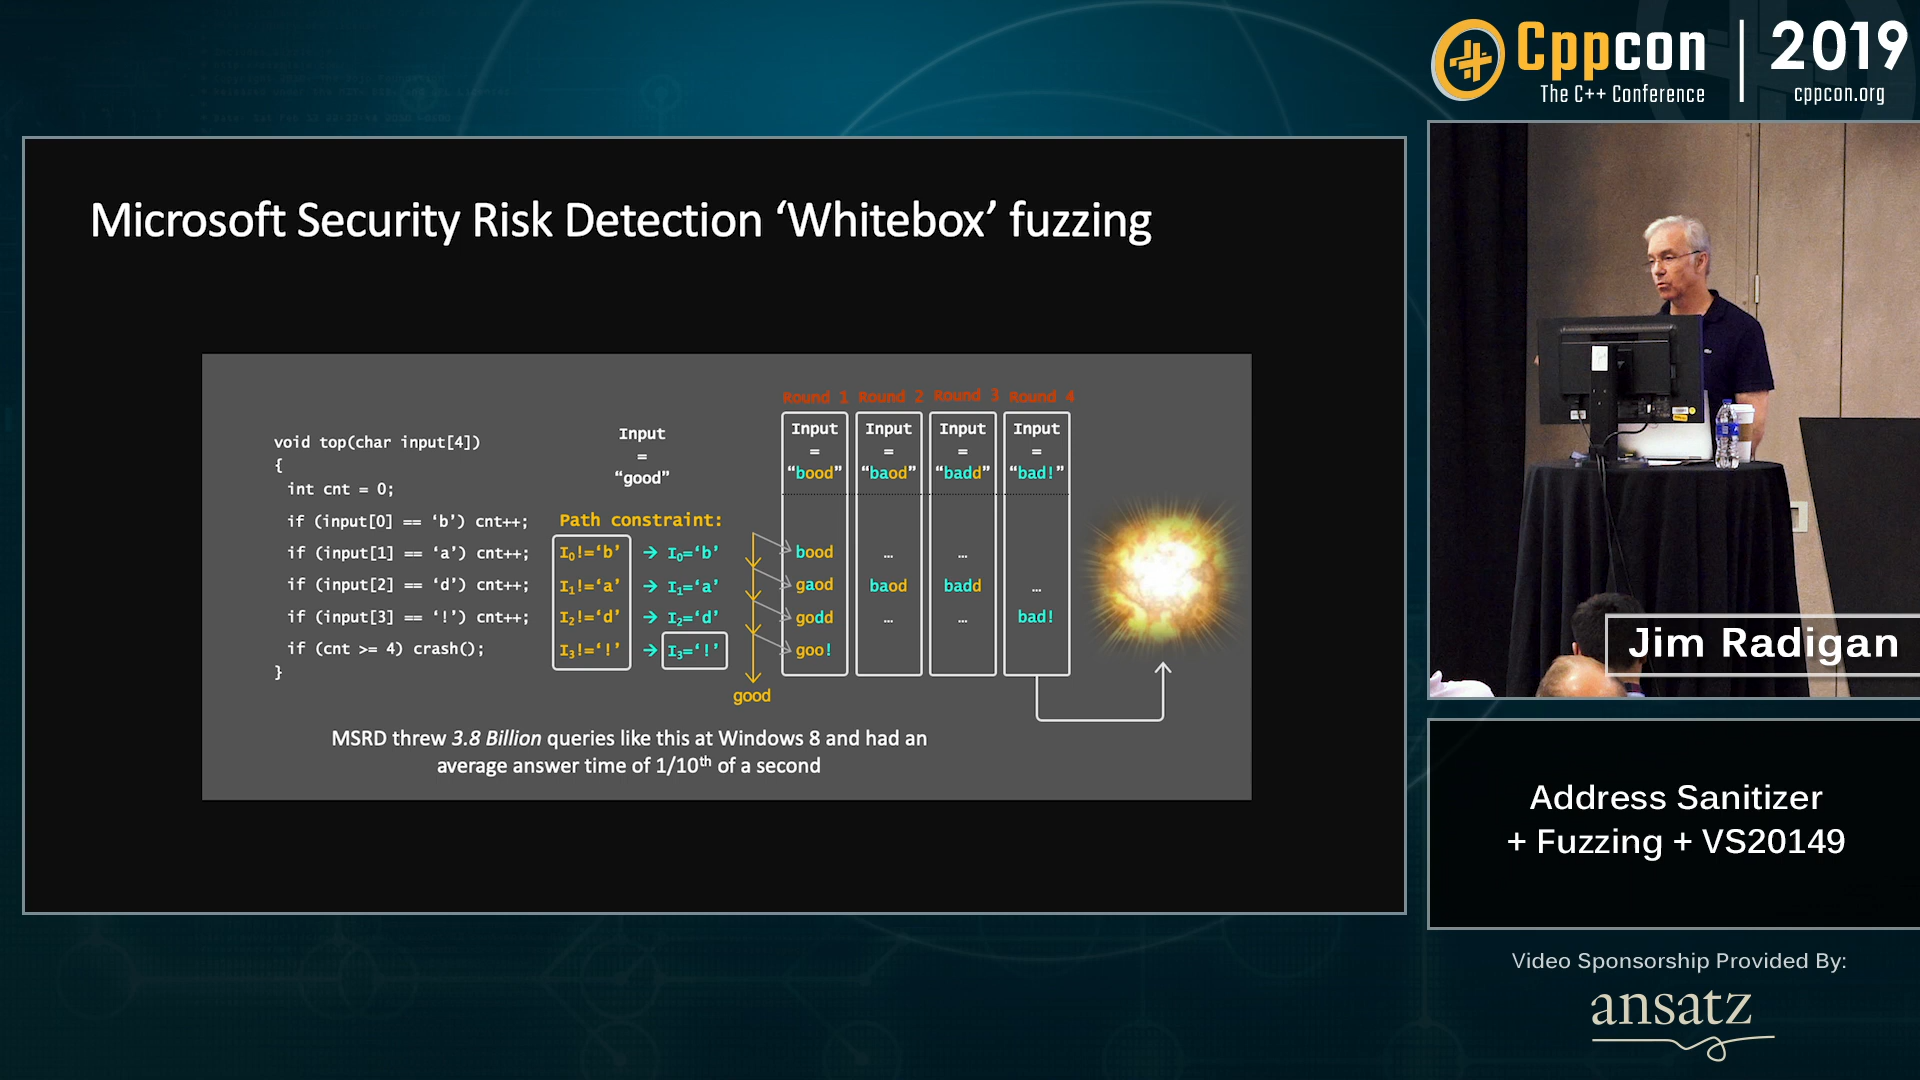 Cppcon
The C++ Conference
2019
cppcon.org
Microsoft Security Risk Detection ‘Whitebox’ fuzzing
void top(char input[4])
{
int cnt = 0;
if (input[0] == ‘b’) cnt++;
if (input[1] == ‘a’) cnt++;
if (input[2] == ‘d’) cnt++;
if (input[3] == ‘!’) cnt++;
if (cnt >= 4) crash();
}
Input
=
“good”
Path constraint:
I0!=‘b’ → I0=‘b’
I1!=‘a’ → I1=‘a’
I2!=‘d’ → I2=‘d’
I3!=‘!’ → I3=‘!’
good
Round 1
Input
=
“bood”
bood
gaod
godd
goo!
Round 2
Input
=
“baod”
…
baod
…
Round 3
Input
=
“badd”
…
badd
…
Round 4
Input
=
“bad!”
…
bad!
MSRD threw 3.8 Billion queries like this at Windows 8 and had an
average answer time of 1/10th of a second
Jim Radigan
Address Sanitizer
+ Fuzzing + VS20149
Video Sponsorship Provided By:
ansatz